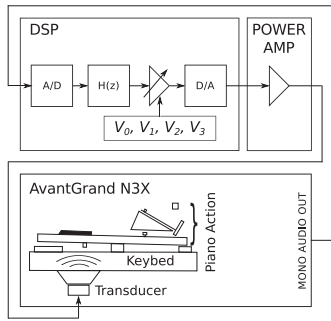 DSP
POWER
AMP
A/D
H(z)
D/A
V0, V1, V2, V3
AvantGrand N3X
Piano Action
MONO AUDIO OUT
Keybed
Transducer